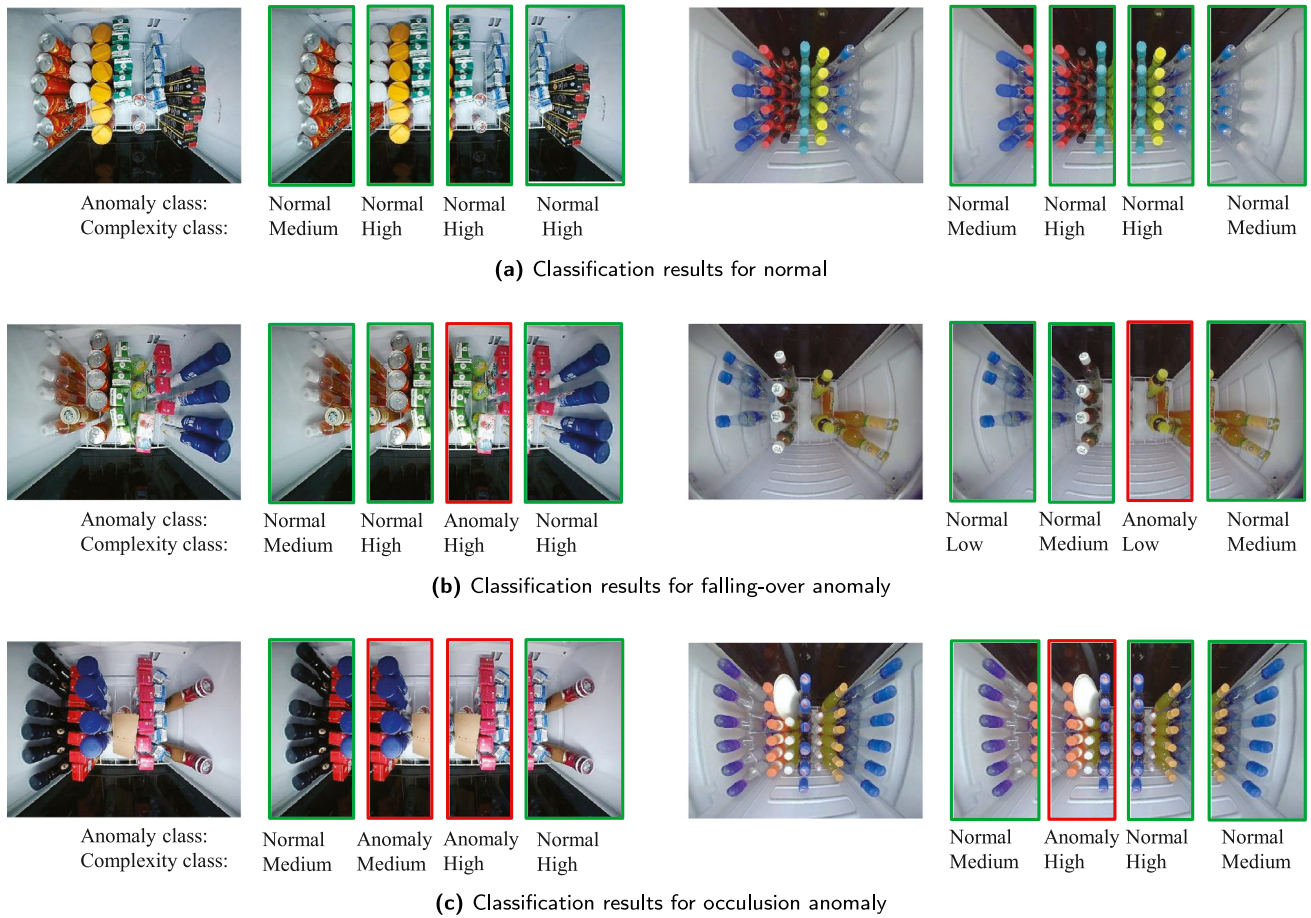 Anomaly class: Normal Normal Normal Normal Normal Normal Normal Normal
Complexity class: Medium High High High Medium High High Medium
(a) Classification results for normal
Anomaly class: Normal Normal Anomaly Normal Normal Normal Anomaly Normal
Complexity class: Medium High High High Low Medium Low Medium
(b) Classification results for falling-over anomaly
Anomaly class: Normal Anomaly Anomaly Normal Normal Anomaly Normal Normal
Complexity class: Medium Medium High High Medium High High Medium
(c) Classification results for occulusion anomaly